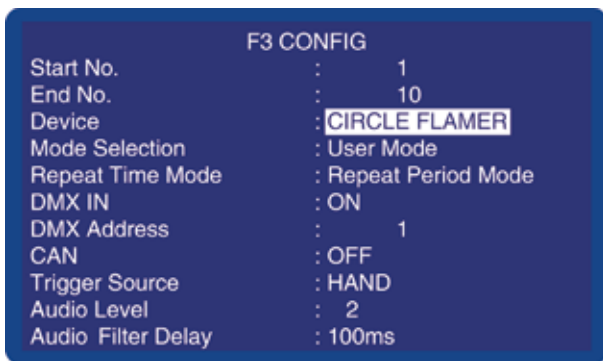 F3 CONFIG
Start No. : 1
End No. : 10
Device : CIRCLE FLAMER
Mode Selection : User Mode
Repeat Time Mode : Repeat Period Mode
DMX IN : ON
DMX Address : 1
CAN : OFF
Trigger Source : HAND
Audio Level : 2
Audio Filter Delay : 100ms